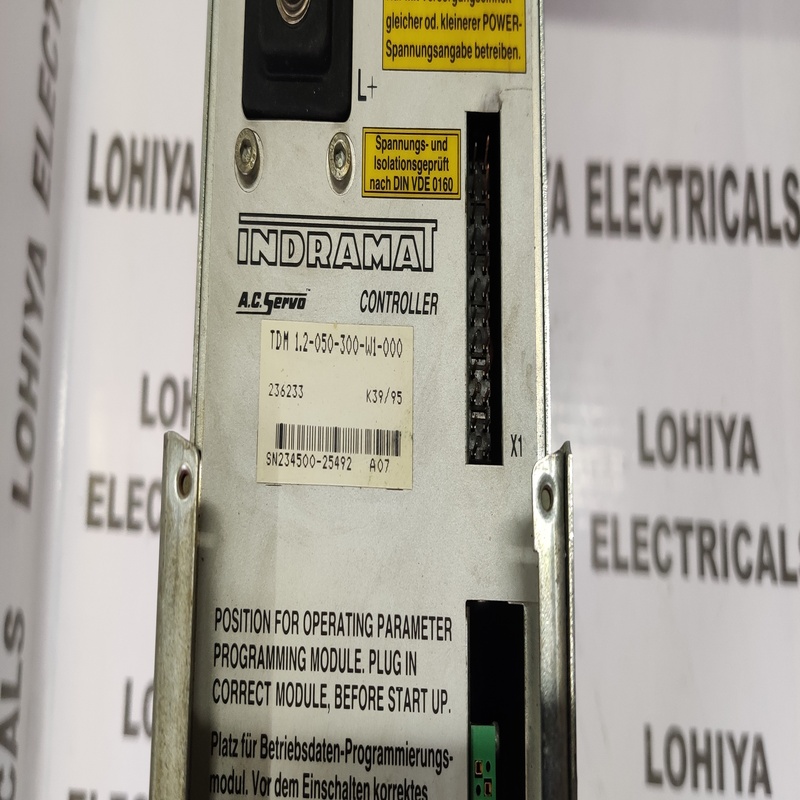 gleicher od. kleinerer POWER-
Spannungsangabe betreiben.
L+
Spannungs- und
Isolationsgeprüft
nach DIN VDE 0160
INDRAMAT
A.C. Servo™ CONTROLLER
TDM 1.2-050-300-W1-000
236233 K39/95
SN234500-25492 A07
X1
POSITION FOR OPERATING PARAMETER
PROGRAMMING MODULE. PLUG IN
CORRECT MODULE, BEFORE START UP.
Platz für Betriebsdaten-Programmierungs-
modul. Vor dem Einschalten korrektes
LOHIYA ELECTRICALS
LOHIYA
ELECTRICALS
LOHIYA
LOHIYA ELEC